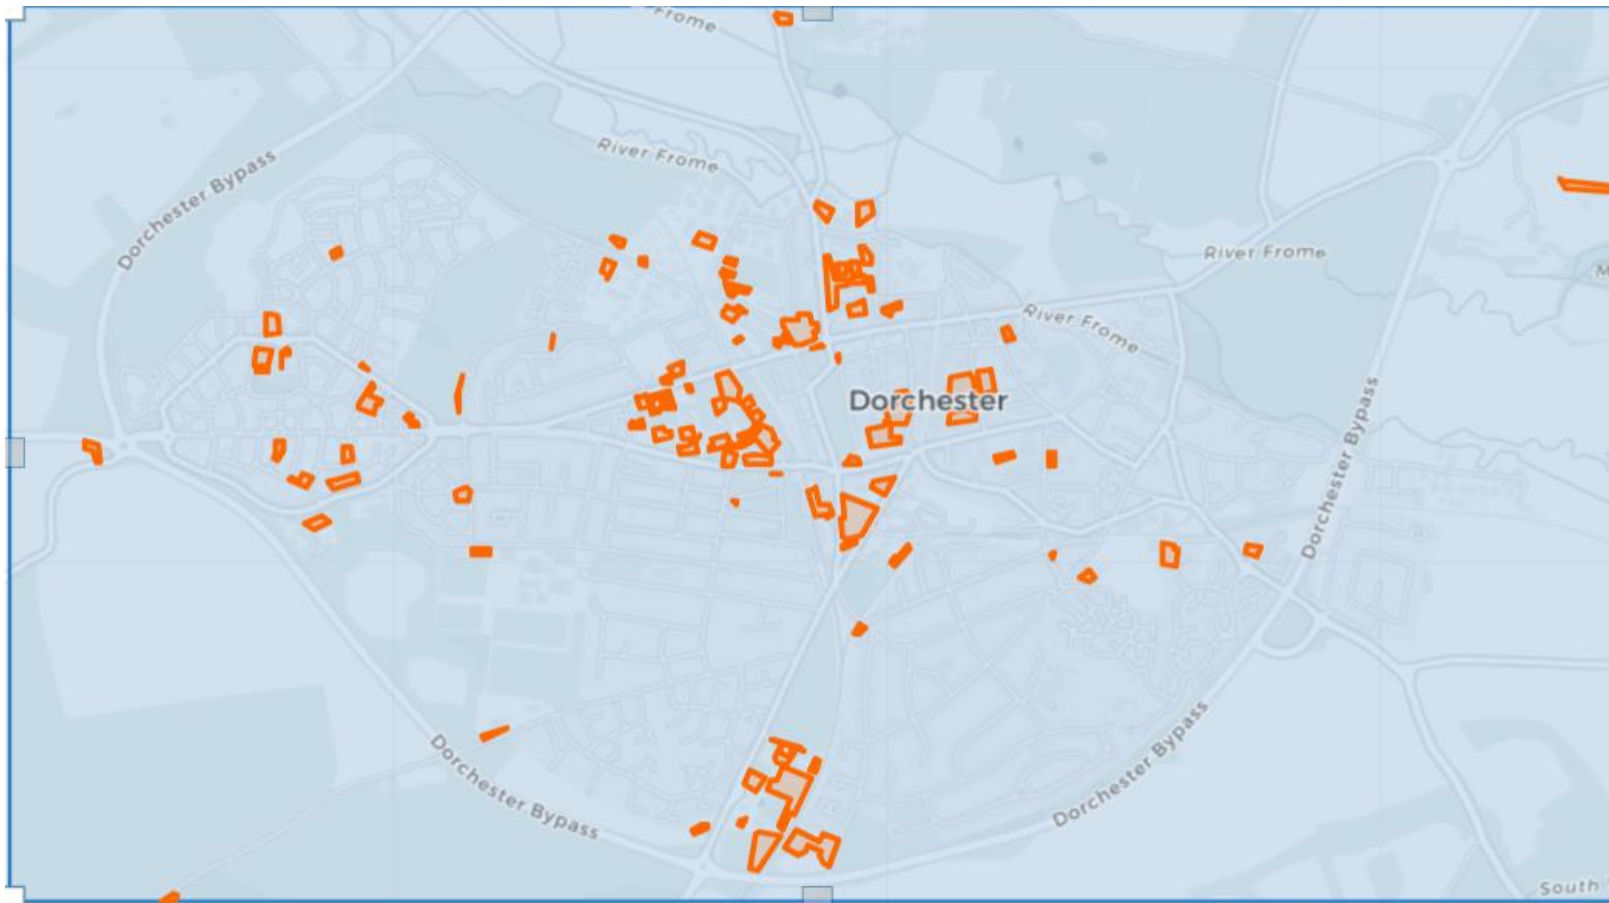 Frome
River Frome
Dorchester Bypass
River Frome
M
River Frome
Dorchester
Dorchester Bypass
Dorchester Bypass
Dorchester Bypass
South